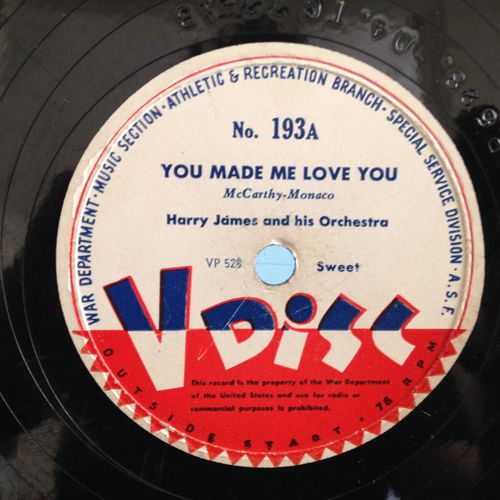 WAR DEPARTMENT · MUSIC SECTION · ATHLETIC & RECREATION BRANCH · SPECIAL SERVICE DIVISION · A.S.F.
No. 193A
YOU MADE ME LOVE YOU
McCarthy-Monaco
Harry James and his Orchestra
VP 528 Sweet
V DiSC
This record is the property of the War Department
of the United States and use for radio or
commercial purposes is prohibited.
OUTSIDE START · 78 RPM